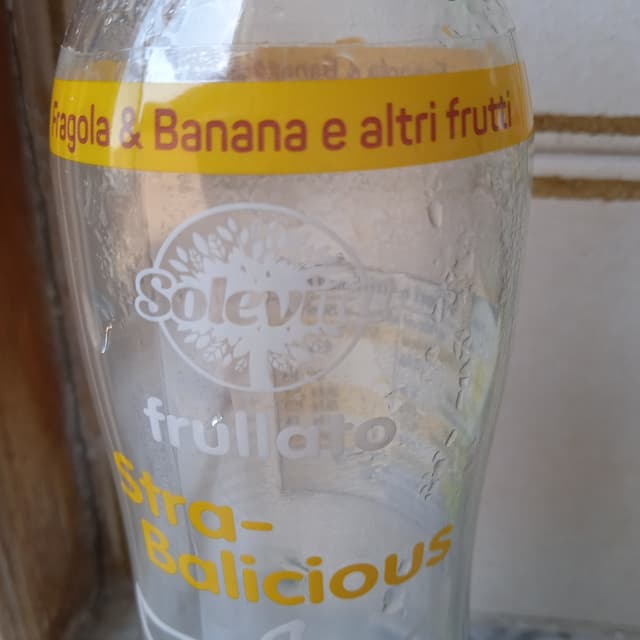 Fragola & Banana e altri frutti
frullato
Stra-
Balicious